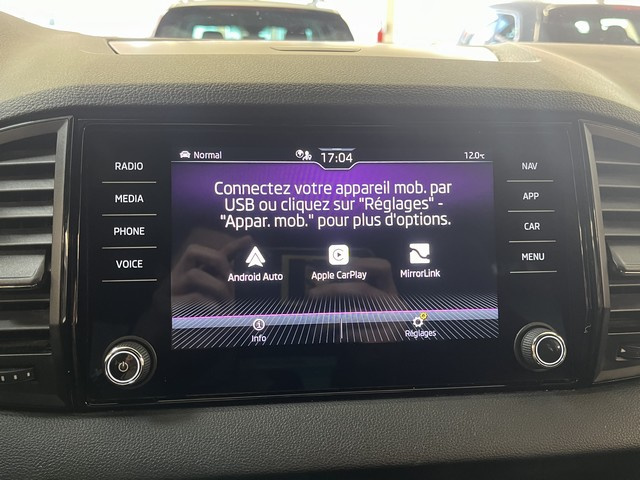 Normal
17:04
12.0°C
RADIO
MEDIA
PHONE
VOICE
NAV
APP
CAR
MENU
Connectez votre appareil mob. par
USB ou cliquez sur "Réglages" -
"Appar. mob." pour plus d'options.
Android Auto
Apple CarPlay
MirrorLink
Info
Réglages